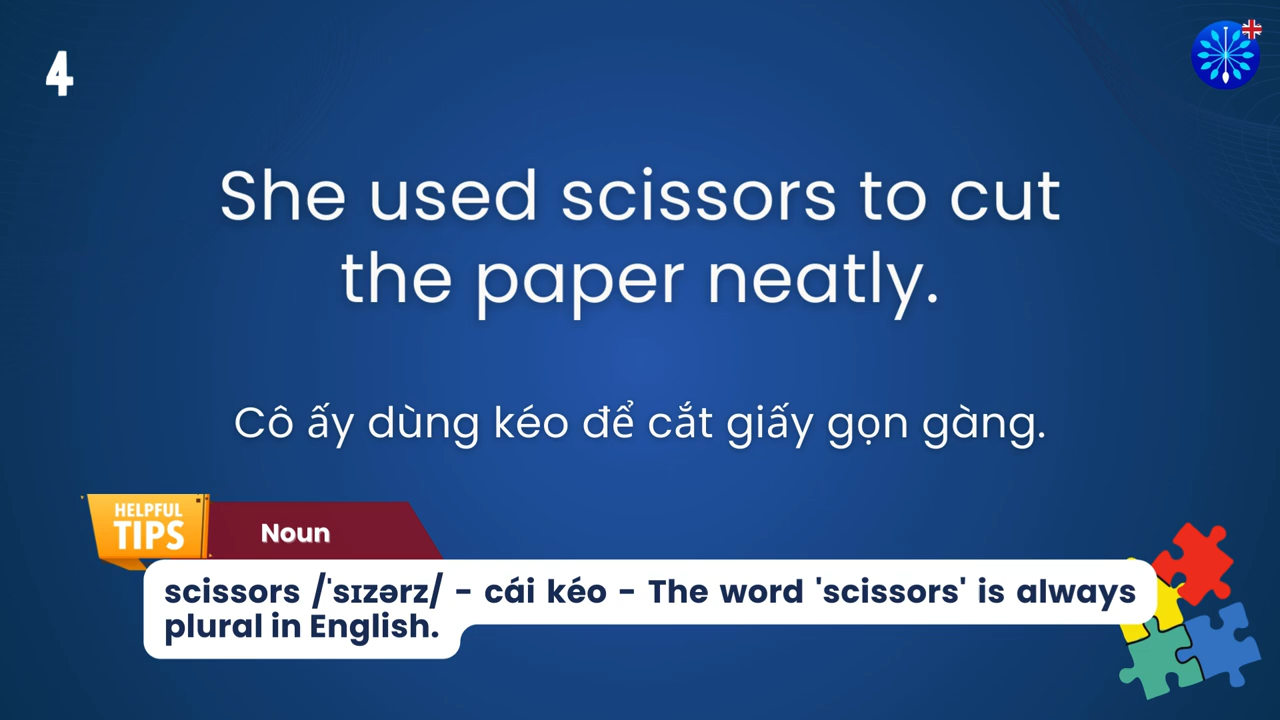 4
She used scissors to cut
the paper neatly.
Cô ấy dùng kéo để cắt giấy gọn gàng.
HELPFUL
TIPS
Noun
scissors /ˈsɪzərz/ - cái kéo - The word 'scissors' is always
plural in English.